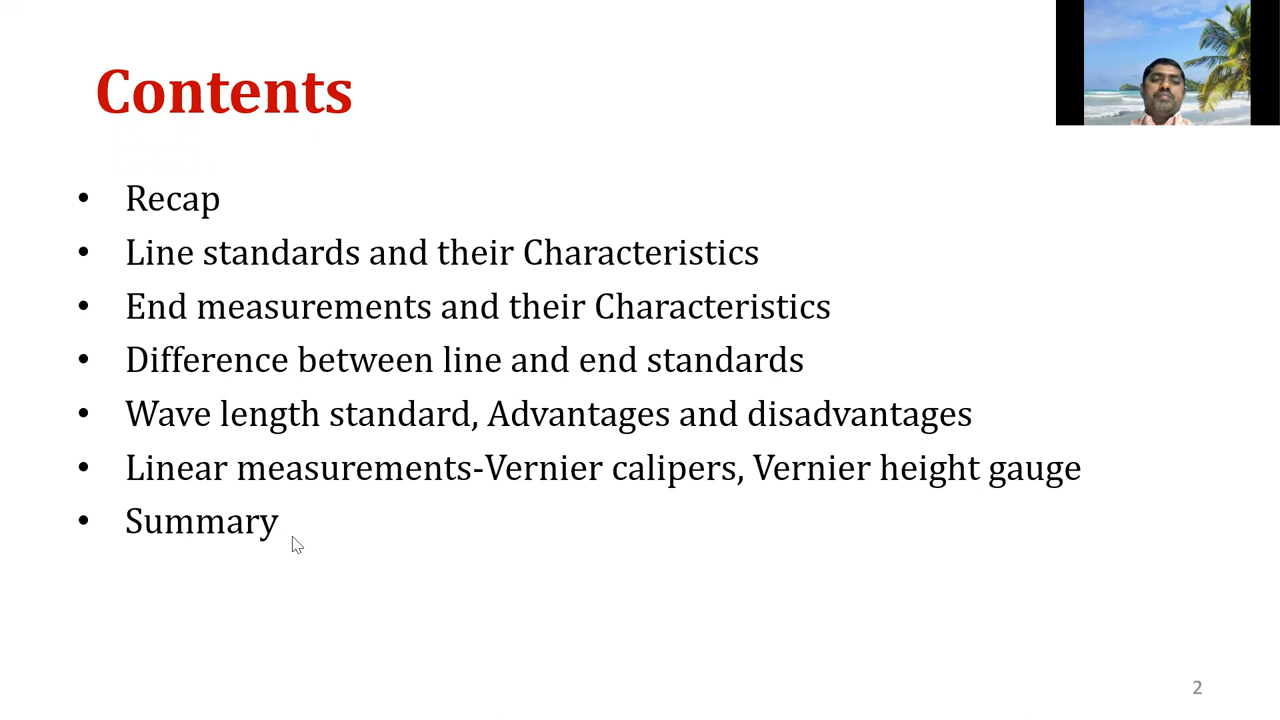 Contents
• Recap
• Line standards and their Characteristics
• End measurements and their Characteristics
• Difference between line and end standards
• Wave length standard, Advantages and disadvantages
• Linear measurements-Vernier calipers, Vernier height gauge
• Summary
2